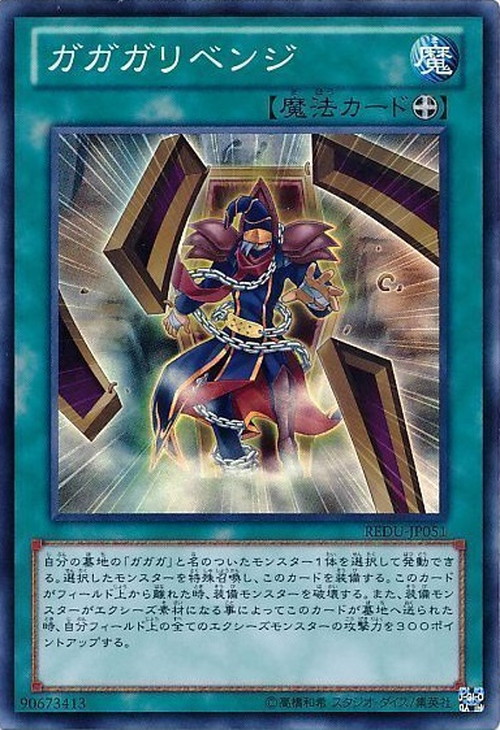 ガガガリベンジ
魔
【魔法カード】
REDU-JP051
自分の墓地の「ガガガ」と名のついたモンスター1体を選択して発動でき
る。選択したモンスターを特殊召喚し、このカードを装備する。このカード
がフィールド上から離れた時、装備モンスターを破壊する。また、装備モン
スターがエクシーズ素材になる事によってこのカードが墓地へ送られた
時、自分フィールド上の全てのエクシーズモンスターの攻撃力を300ポイ
ントアップする。
90673413
©高橋和希 スタジオ・ダイス/集英社